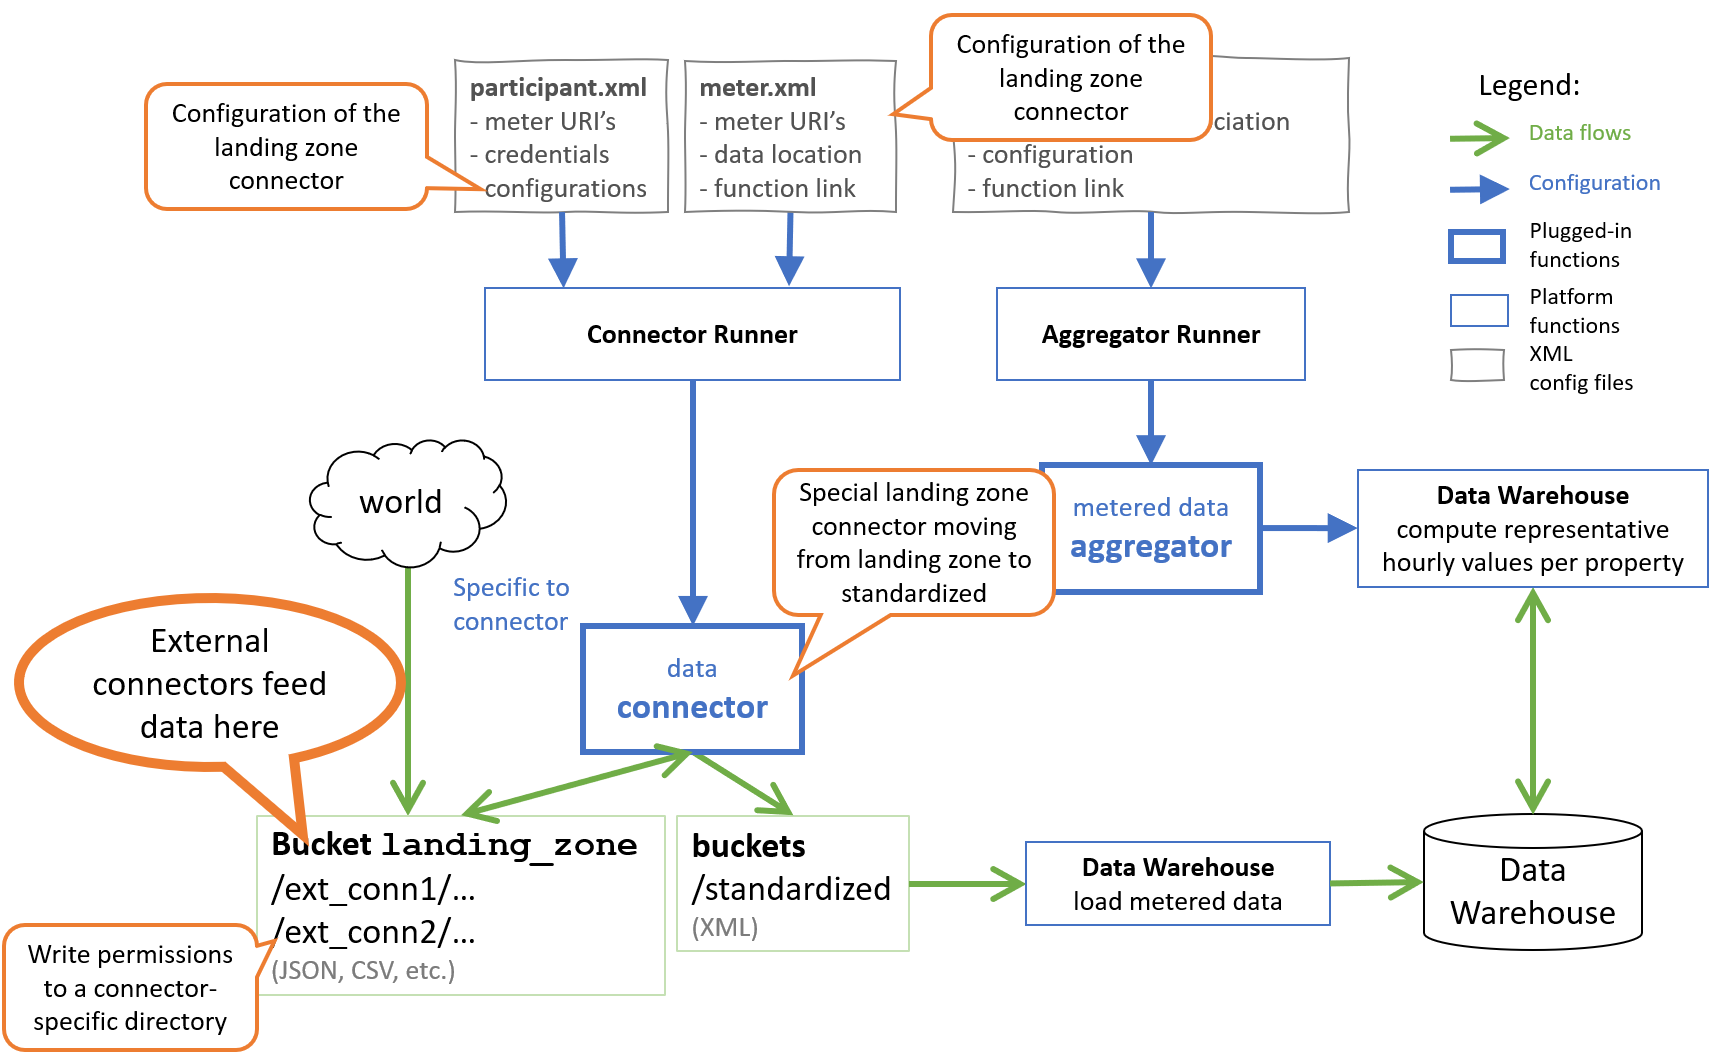 Configuration of the
landing zone
connector
participant.xml
- meter URI's
- credentials
configurations
meter.xml
- meter URI's
- data location
- function link
Configuration of the
landing zone
connector
ciation
- configuration
- function link
Legend:
Data flows
Configuration
Plugged-in
functions
Platform
functions
XML
config files
Connector Runner
Aggregator Runner
world
Specific to
connector
Special landing zone
connector moving
from landing zone to
standardized
metered data
aggregator
Data Warehouse
compute representative
hourly values per property
External
connectors feed
data here
data
connector
Bucket landing_zone
/ext_conn1/...
/ext_conn2/...
(JSON, CSV, etc.)
buckets
/standardized
(XML)
Data Warehouse
load metered data
Data
Warehouse
Write permissions
to a connector-
specific directory